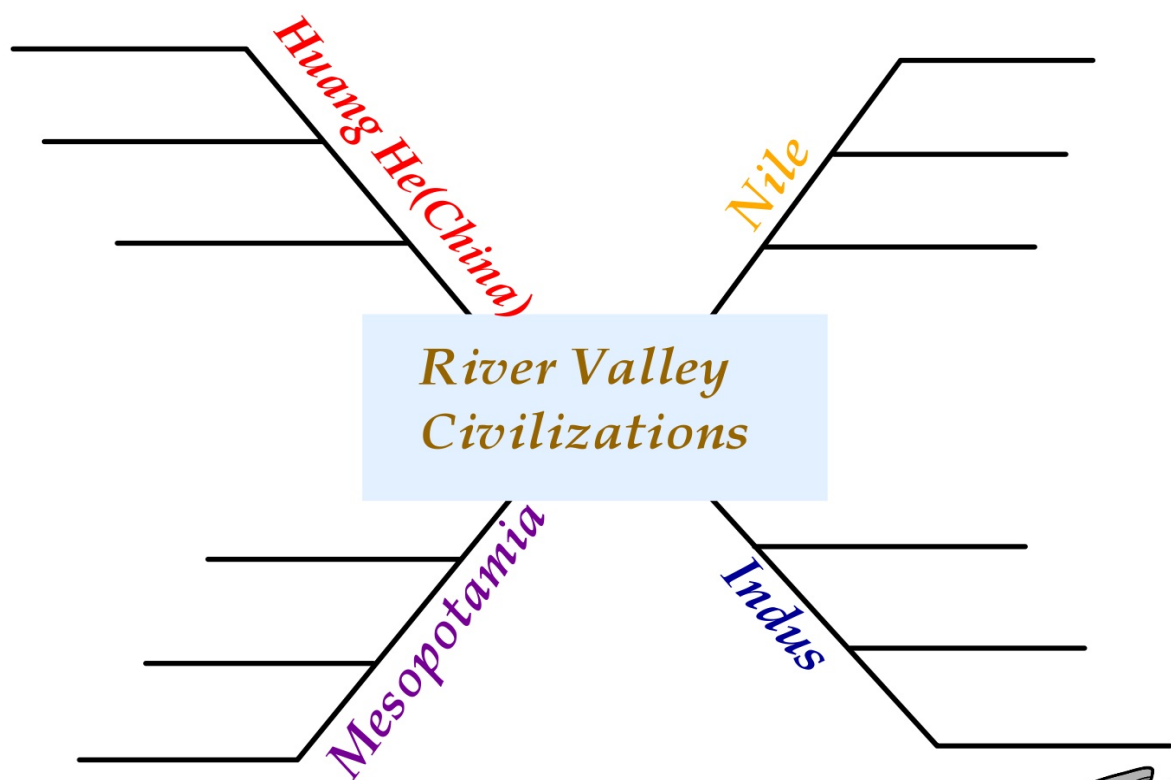 Huang He(China)
Nile
River Valley
Civilizations
Mesopotamia
Indus